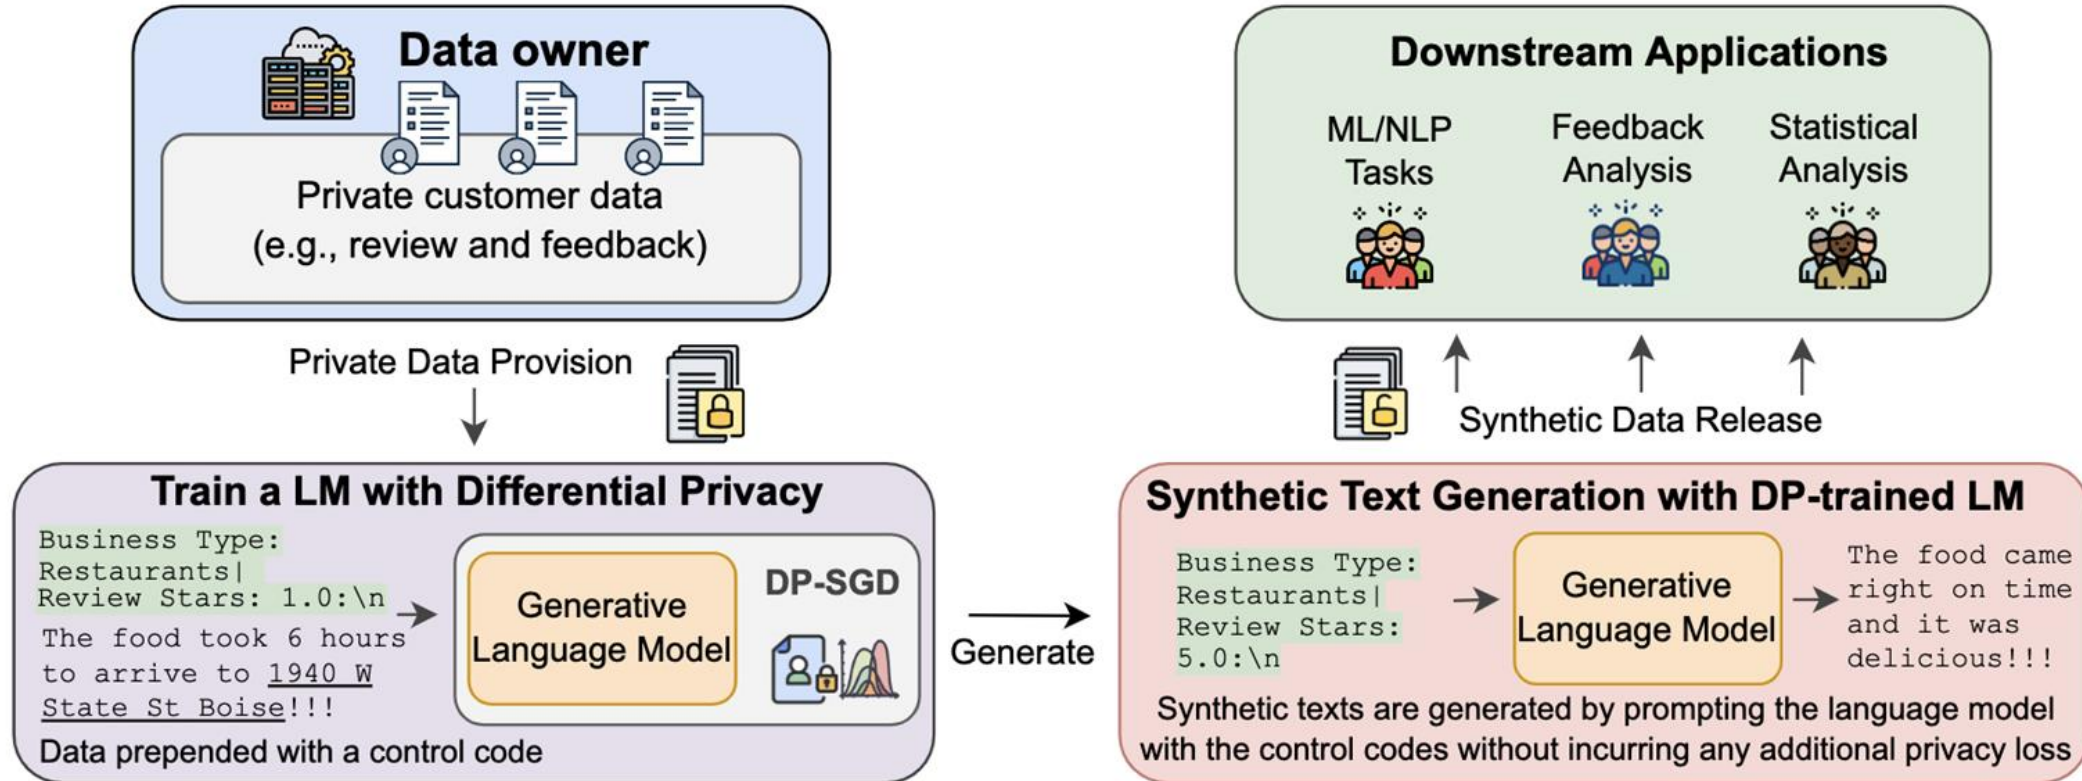 Data owner
Private customer data
(e.g., review and feedback)
Private Data Provision
Train a LM with Differential Privacy
Business Type:
Restaurants|
Review Stars: 1.0:\n
The food took 6 hours
to arrive to 1940 W
State St Boise!!!
Data prepended with a control code
Generative
Language Model
DP-SGD
Generate
Synthetic Text Generation with DP-trained LM
Business Type:
Restaurants|
Review Stars:
5.0:\n
Generative
Language Model
The food came
right on time
and it was
delicious!!!
Synthetic texts are generated by prompting the language model
with the control codes without incurring any additional privacy loss
Synthetic Data Release
Downstream Applications
ML/NLP
Tasks
Feedback
Analysis
Statistical
Analysis